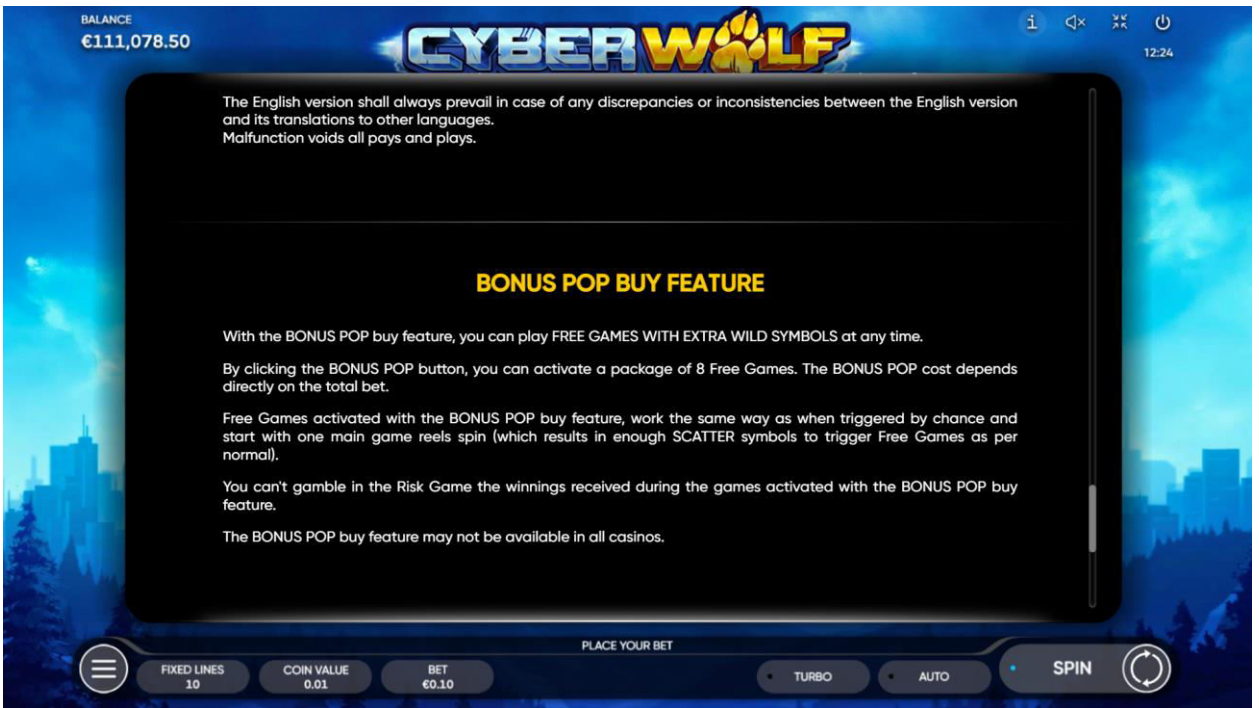 BALANCE
€111,078.50
CYBER WOLF
12:24
The English version shall always prevail in case of any discrepancies or inconsistencies between the English version
and its translations to other languages.
Malfunction voids all pays and plays.
BONUS POP BUY FEATURE
With the BONUS POP buy feature, you can play FREE GAMES WITH EXTRA WILD SYMBOLS at any time.
By clicking the BONUS POP button, you can activate a package of 8 Free Games. The BONUS POP cost depends
directly on the total bet.
Free Games activated with the BONUS POP buy feature, work the same way as when triggered by chance and
start with one main game reels spin (which results in enough SCATTER symbols to trigger Free Games as per
normal).
You can't gamble in the Risk Game the winnings received during the games activated with the BONUS POP buy
feature.
The BONUS POP buy feature may not be available in all casinos.
PLACE YOUR BET
FIXED LINES
10
COIN VALUE
0.01
BET
€0.10
TURBO
AUTO
SPIN